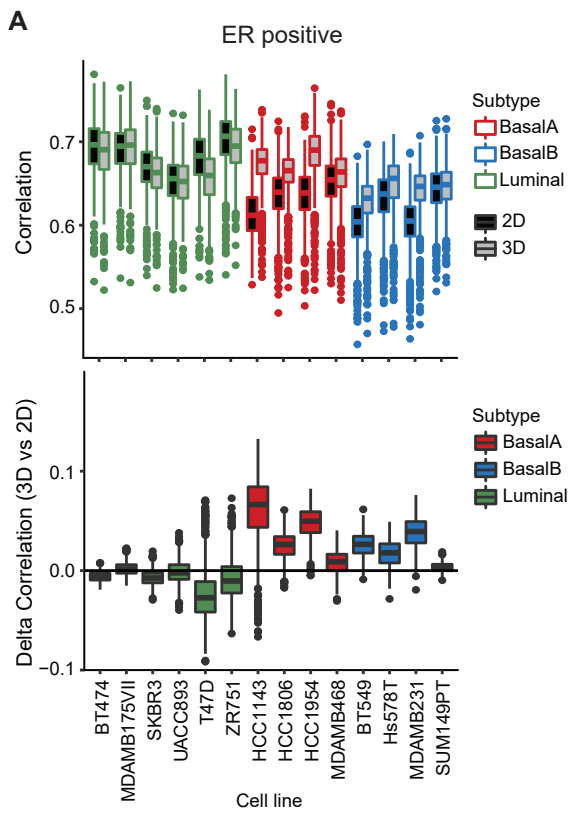 A
ER positive
Correlation
0.7
0.6
0.5
Subtype
BasalA
BasalB
Luminal
2D
3D
Delta Correlation (3D vs 2D)
0.1
0.0
−0.1
Subtype
BasalA
BasalB
Luminal
BT474
MDAMB175VII
SKBR3
UACC893
T47D
ZR751
HCC1143
HCC1806
HCC1954
MDAMB468
BT549
Hs578T
MDAMB231
SUM149PT
Cell line